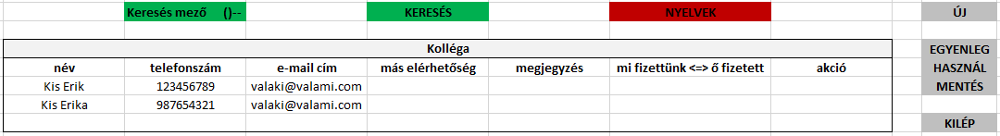 Keresés mező ()-- KERESÉS NYELVEK ÚJ
Kolléga EGYENLEG
név telefonszám e-mail cím más elérhetőség megjegyzés mi fizettünk <=> ő fizetett akció HASZNÁL
Kis Erik 123456789 valaki@valami.com MENTÉS
Kis Erika 987654321 valaki@valami.com
KILÉP